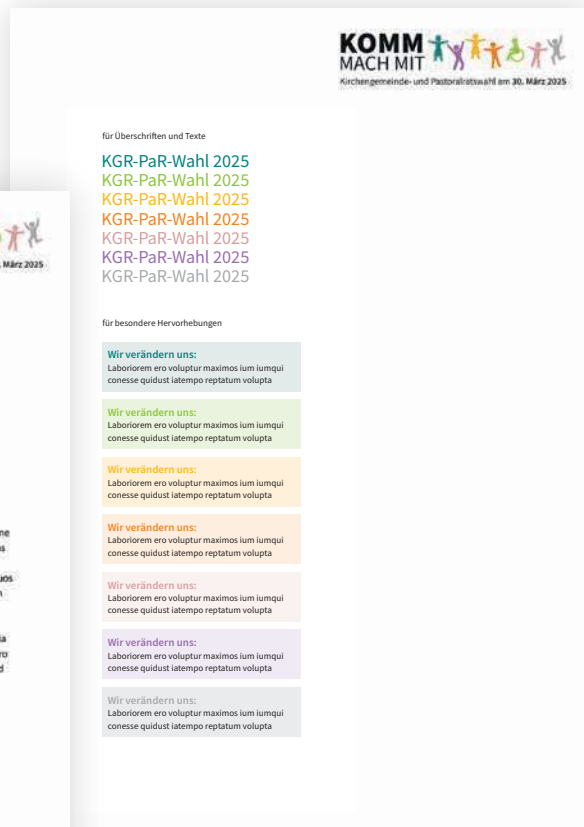 KOMM
MACH MIT
Kirchengemeinde- und Pastoralratswahl am 30. März 2025
für Überschriften und Texte
KGR-PaR-Wahl 2025
KGR-PaR-Wahl 2025
KGR-PaR-Wahl 2025
KGR-PaR-Wahl 2025
KGR-PaR-Wahl 2025
KGR-PaR-Wahl 2025
KGR-PaR-Wahl 2025
März 2025
für besondere Hervorhebungen
Wir verändern uns:
Laboriorem ero voluptur maximos ium iumqui
conesse quidust iatempo reptatum volupta
Wir verändern uns:
Laboriorem ero voluptur maximos ium iumqui
conesse quidust iatempo reptatum volupta
Wir verändern uns:
Laboriorem ero voluptur maximos ium iumqui
conesse quidust iatempo reptatum volupta
Wir verändern uns:
Laboriorem ero voluptur maximos ium iumqui
conesse quidust iatempo reptatum volupta
Wir verändern uns:
Laboriorem ero voluptur maximos ium iumqui
conesse quidust iatempo reptatum volupta
Wir verändern uns:
Laboriorem ero voluptur maximos ium iumqui
conesse quidust iatempo reptatum volupta
Wir verändern uns:
Laboriorem ero voluptur maximos ium iumqui
conesse quidust iatempo reptatum volupta